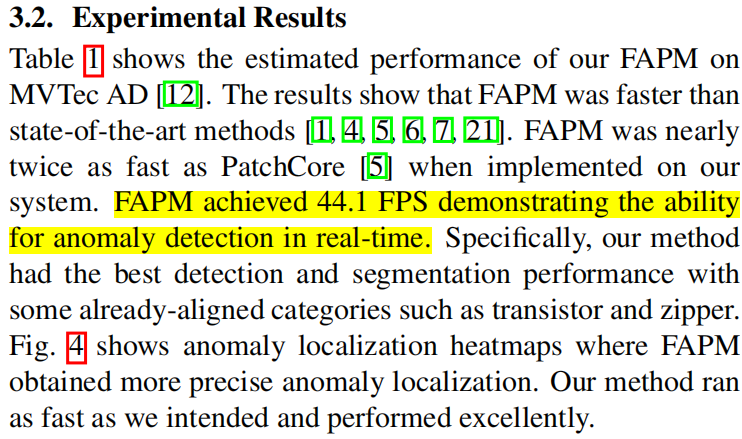 3.2. Experimental Results
Table 1 shows the estimated performance of our FAPM on
MVTec AD [12]. The results show that FAPM was faster than
state-of-the-art methods [1, 4, 5, 6, 7, 21]. FAPM was nearly
twice as fast as PatchCore [5] when implemented on our
system. FAPM achieved 44.1 FPS demonstrating the ability
for anomaly detection in real-time. Specifically, our method
had the best detection and segmentation performance with
some already-aligned categories such as transistor and zipper.
Fig. 4 shows anomaly localization heatmaps where FAPM
obtained more precise anomaly localization. Our method ran
as fast as we intended and performed excellently.